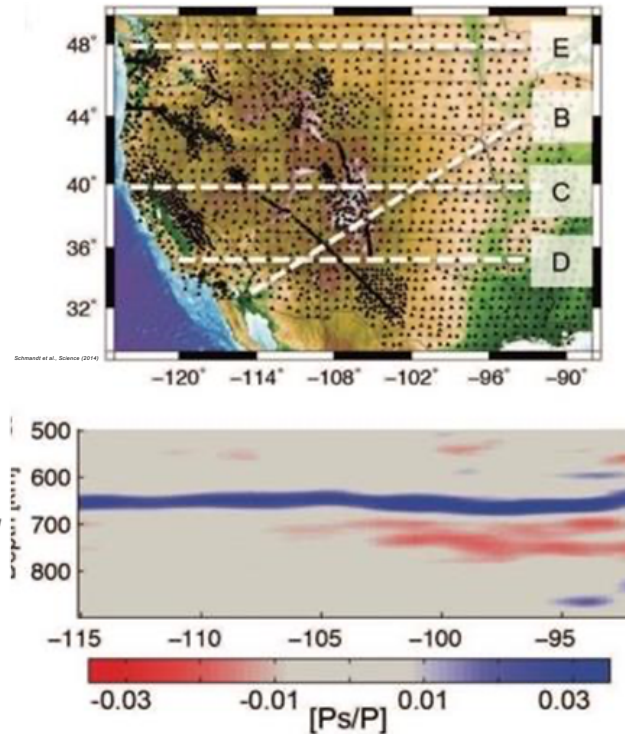 48°
44°
40°
36°
32°
E
B
C
D
Schmandt et al., Science (2014)
-120° -114° -108° -102° -96° -90°
500
600
700
800
-115 -110 -105 -100 -95
-0.03 -0.01 0.01 0.03
[Ps/P]